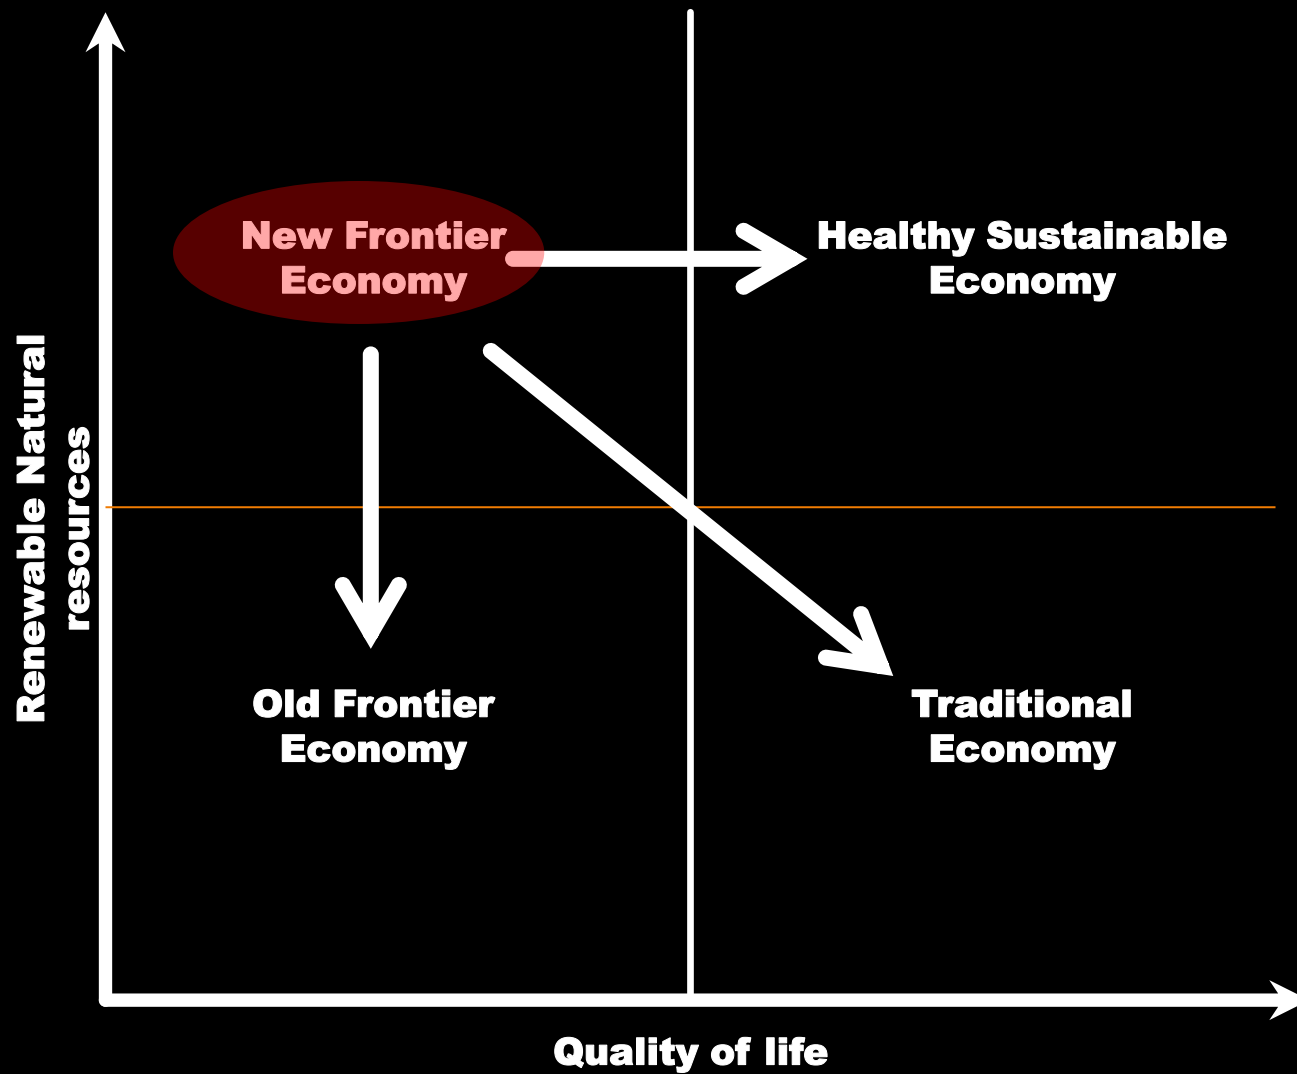 New Frontier
Economy
Healthy Sustainable
Economy
Renewable Natural
resources
Old Frontier
Economy
Traditional
Economy
Quality of life